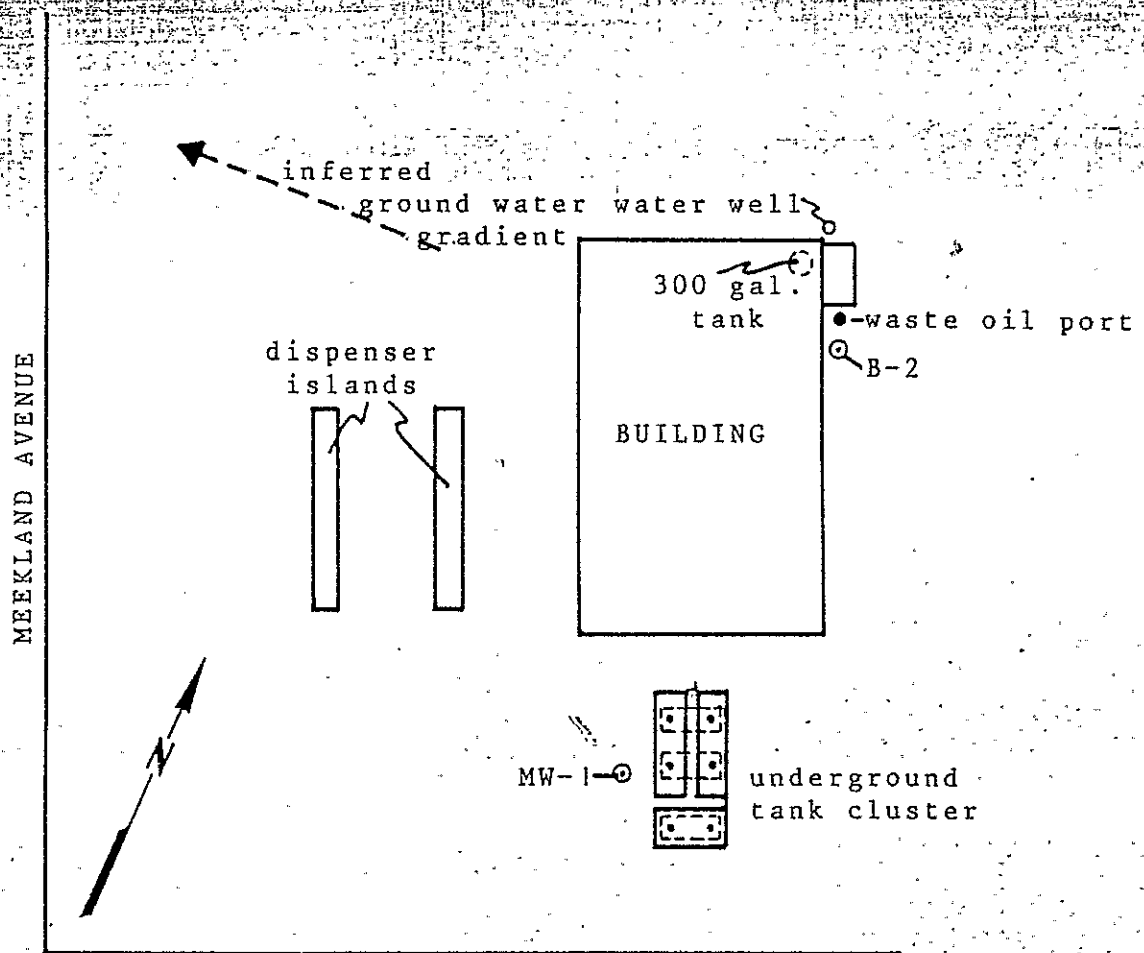 inferred
ground water
gradient
water well
300 gal.
tank
waste oil port
B-2
dispenser
islands
BUILDING
MEEKLAND AVENUE
N
MW-1
underground
tank cluster